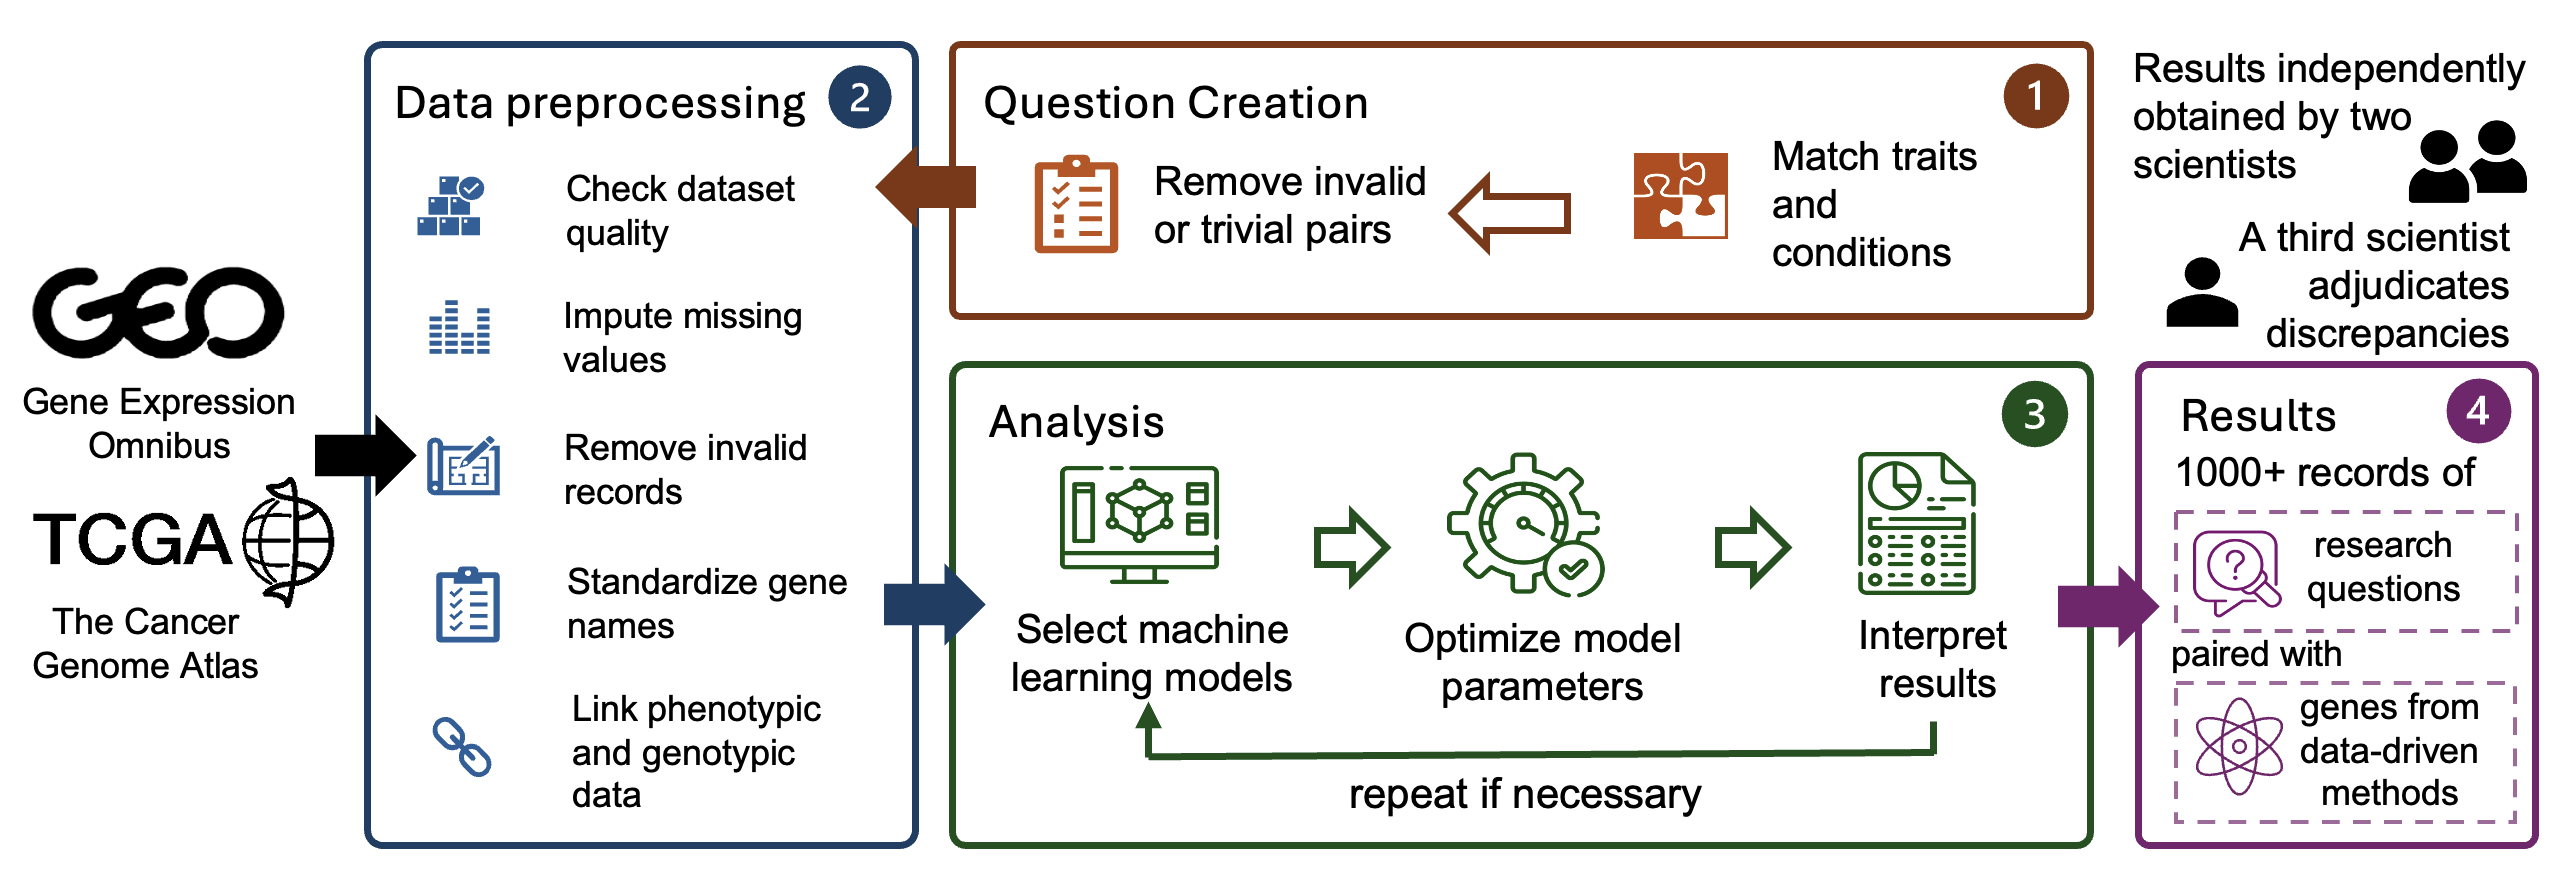 GEO
Gene Expression
Omnibus
TCGA
The Cancer
Genome Atlas
Data preprocessing
2
Check dataset
quality
Impute missing
values
Remove invalid
records
Standardize gene
names
Link phenotypic
and genotypic
data
Question Creation
1
Remove invalid
or trivial pairs
Match traits
and
conditions
Analysis
3
Select machine
learning models
Optimize model
parameters
Interpret
results
repeat if necessary
Results independently
obtained by two
scientists
A third scientist
adjudicates
discrepancies
Results
4
1000+ records of
?
research
questions
paired with
genes from
data-driven
methods